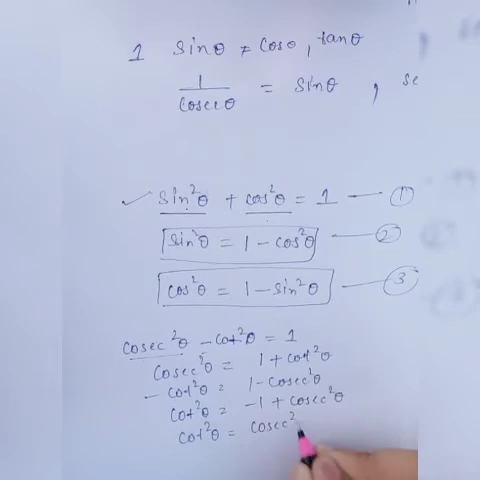 1 sinθ ≠ cosθ, tanθ
1/cosecθ = sinθ , se
✓ sin²θ + cos²θ = 1 — ①
sin²θ = 1 - cos²θ — ②
cos²θ = 1 - sin²θ — ③
cosec²θ - cot²θ = 1
cosec²θ = 1 + cot²θ
- cot²θ = 1 - cosec²θ
cot²θ = -1 + cosec²θ
cot²θ = cosec²